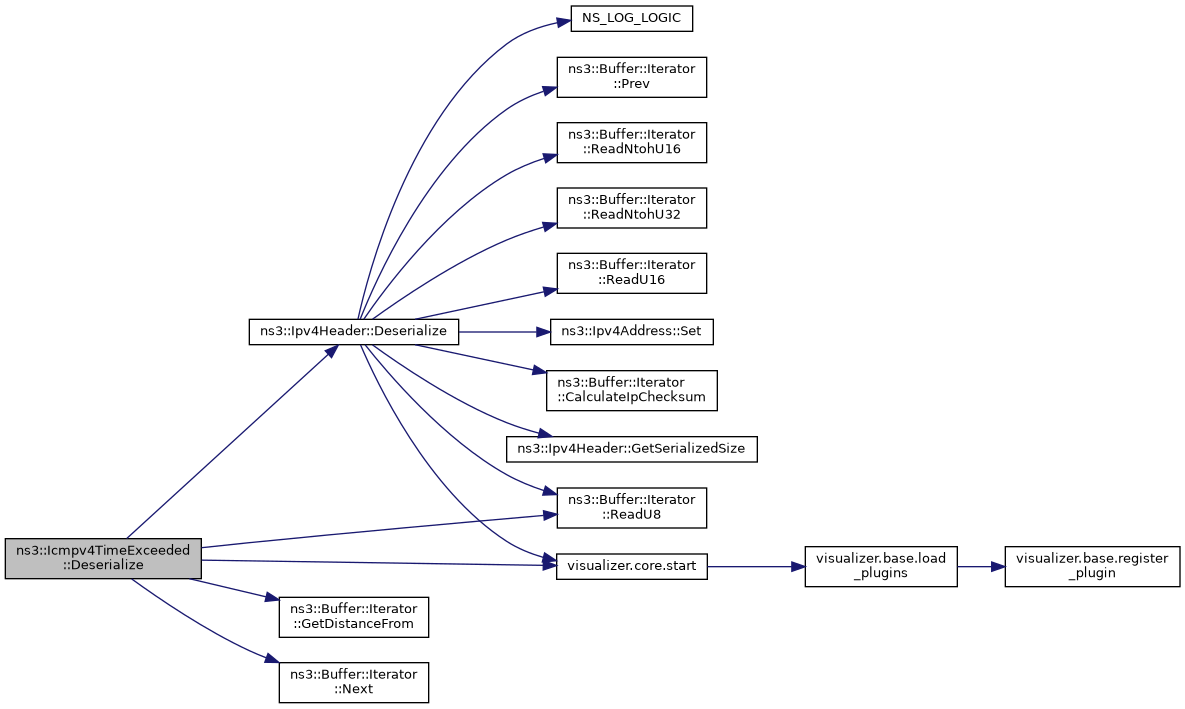 NS_LOG_LOGIC
ns3::Buffer::Iterator
::Prev
ns3::Buffer::Iterator
::ReadNtohU16
ns3::Buffer::Iterator
::ReadNtohU32
ns3::Buffer::Iterator
::ReadU16
ns3::Ipv4Header::Deserialize
ns3::Ipv4Address::Set
ns3::Buffer::Iterator
::CalculateIpChecksum
ns3::Ipv4Header::GetSerializedSize
ns3::Buffer::Iterator
::ReadU8
ns3::Icmpv4TimeExceeded
::Deserialize
visualizer.core.start
visualizer.base.load
_plugins
visualizer.base.register
_plugin
ns3::Buffer::Iterator
::GetDistanceFrom
ns3::Buffer::Iterator
::Next